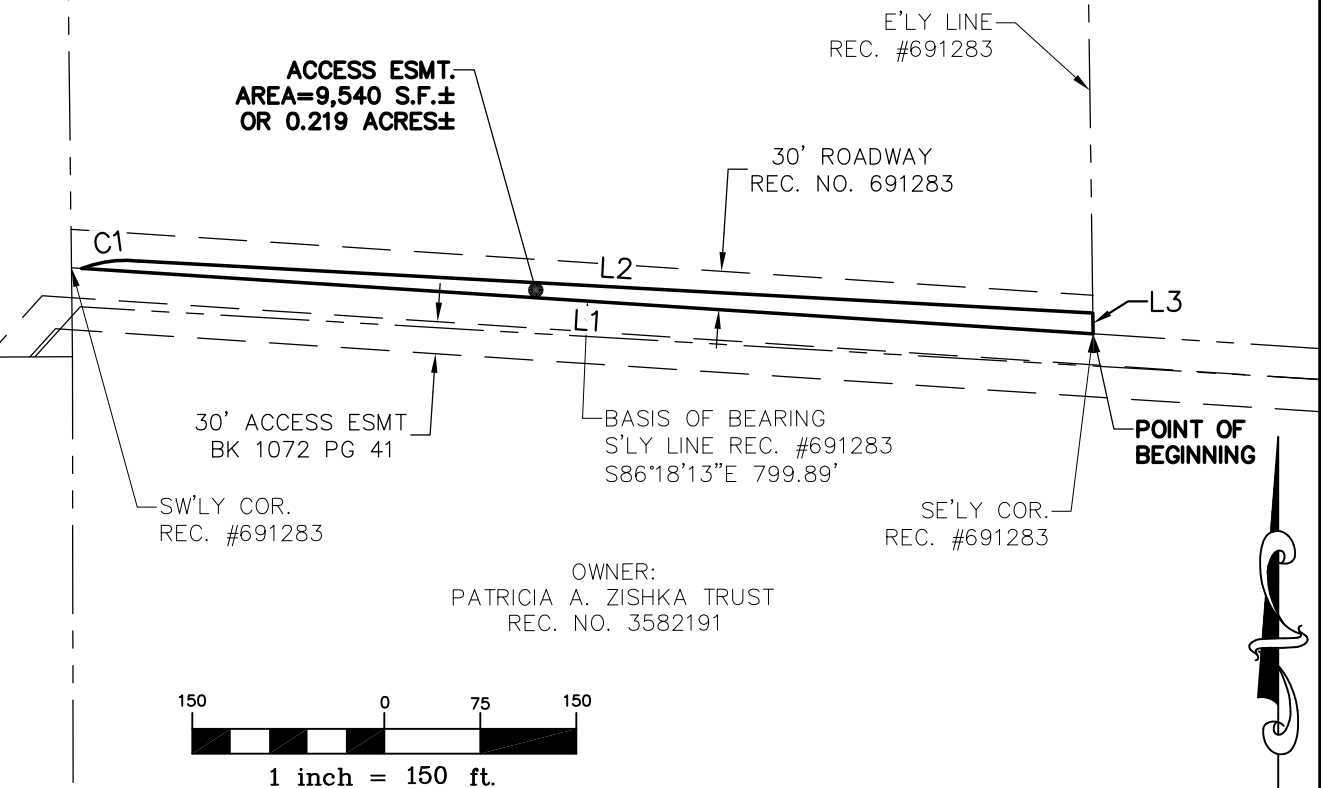 E'LY LINE
REC. #691283
ACCESS ESMT.
AREA=9,540 S.F.±
OR 0.219 ACRES±
30' ROADWAY
REC. NO. 691283
C1
L2
L3
L1
30' ACCESS ESMT
BK 1072 PG 41
BASIS OF BEARING
S'LY LINE REC. #691283
S86°18'13"E 799.89'
POINT OF
BEGINNING
SW'LY COR.
REC. #691283
SE'LY COR.
REC. #691283
OWNER:
PATRICIA A. ZISHKA TRUST
REC. NO. 3582191
150 0 75 150
1 inch = 150 ft.